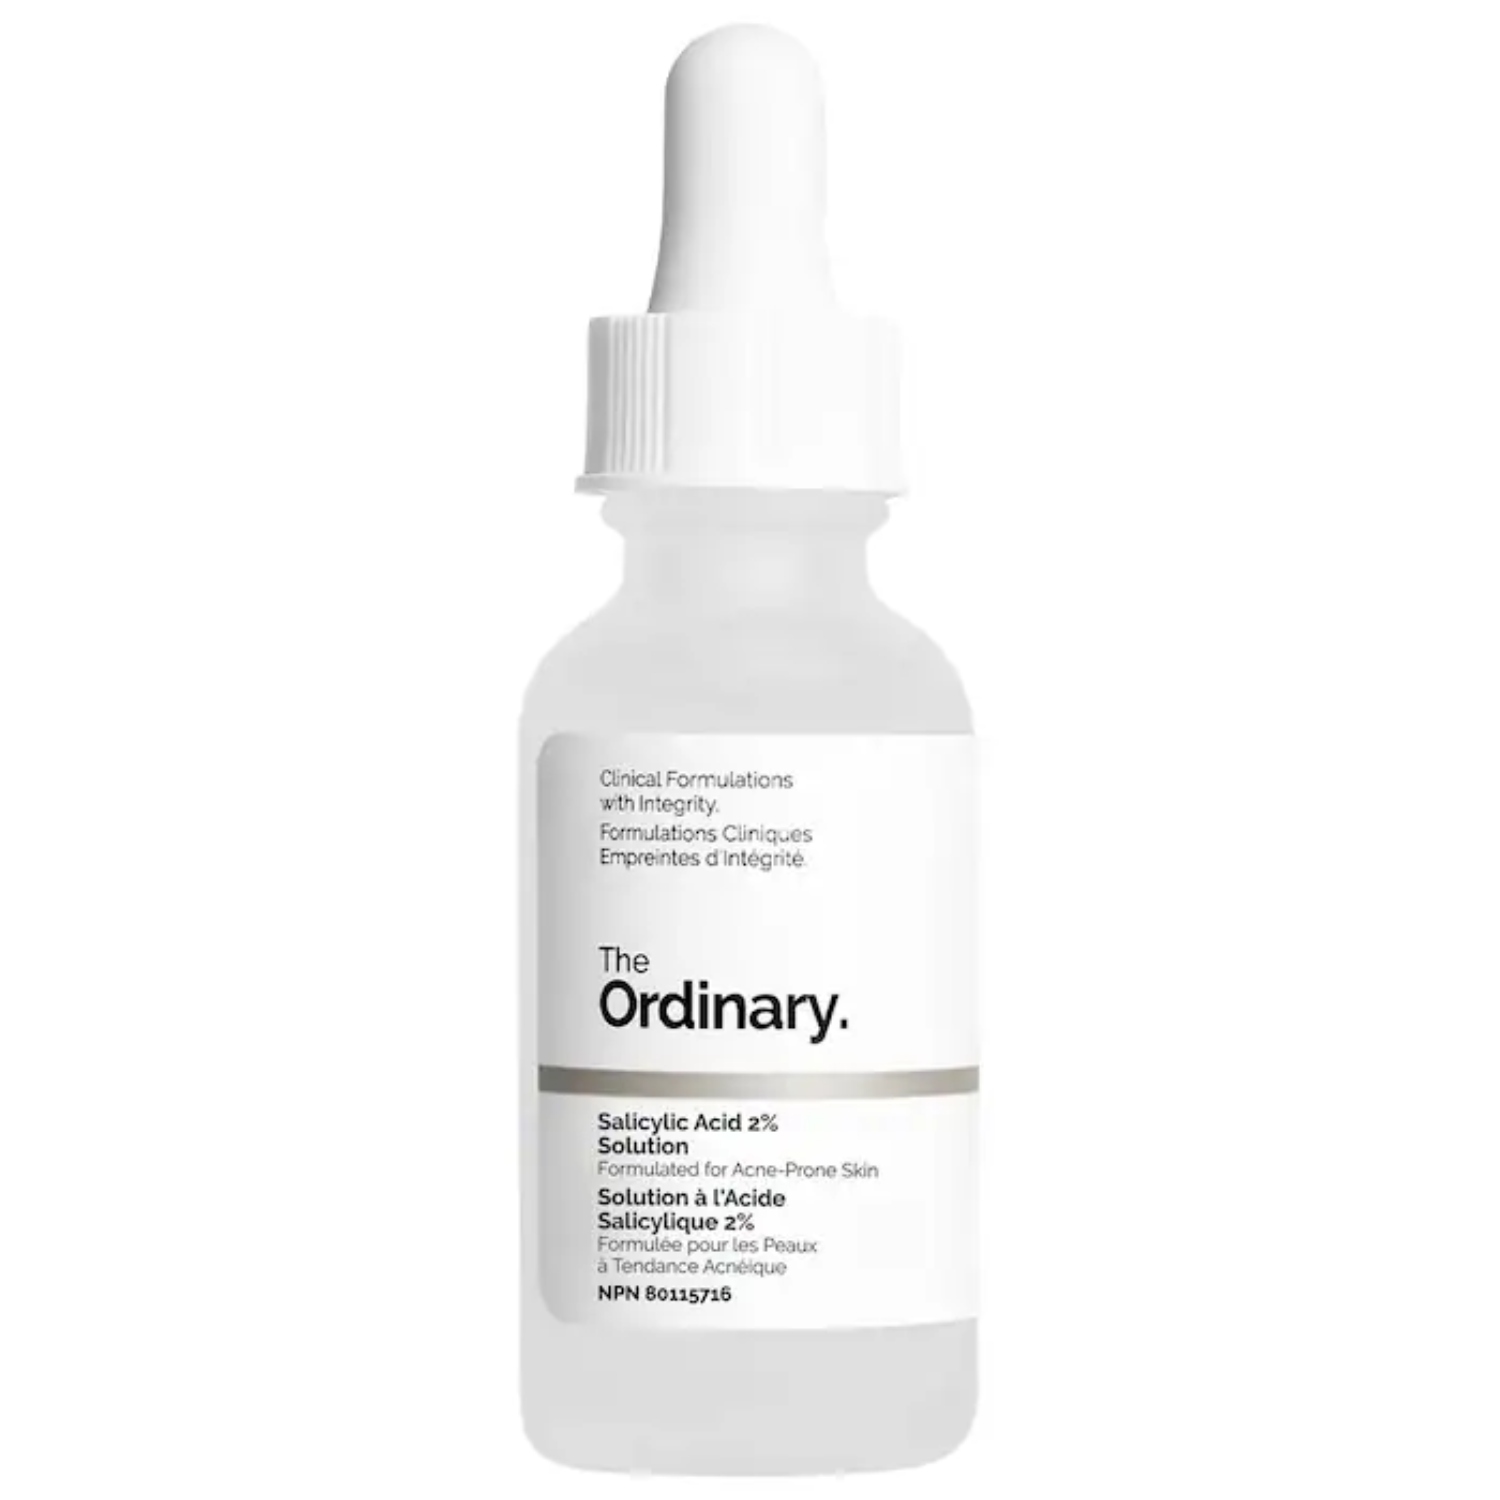 Clinical Formulations
with Integrity.
Formulations Cliniques
Empreintes d'Intégrité.
The
Ordinary.
Salicylic Acid 2%
Solution
Formulated for Acne-Prone Skin
Solution à l'Acide
Salicylique 2%
Formulée pour les Peaux
à Tendance Acnéique
NPN 80115716